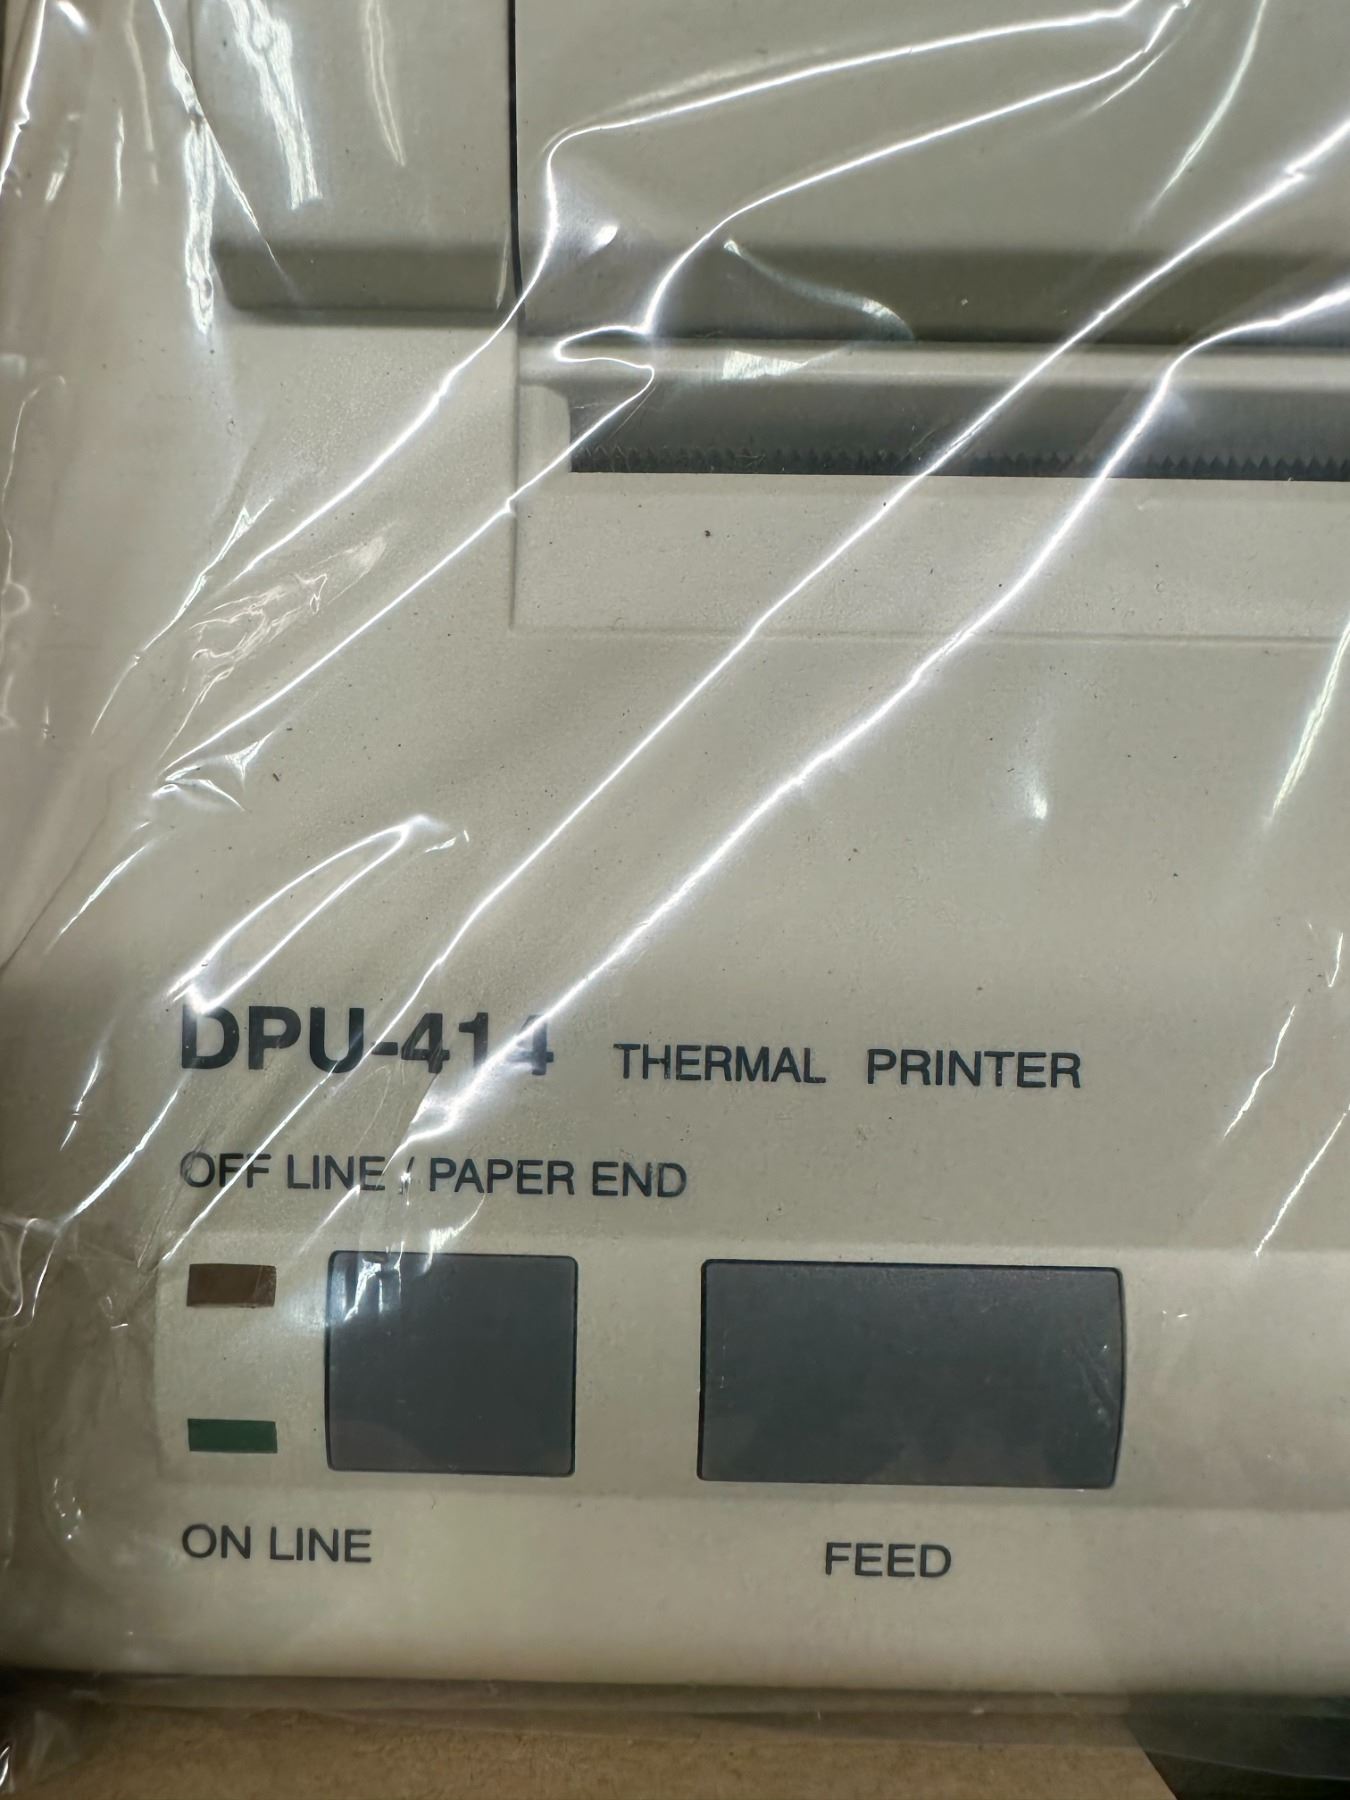 DPU-414 THERMAL PRINTER
OFF LINE / PAPER END
ON LINE
FEED